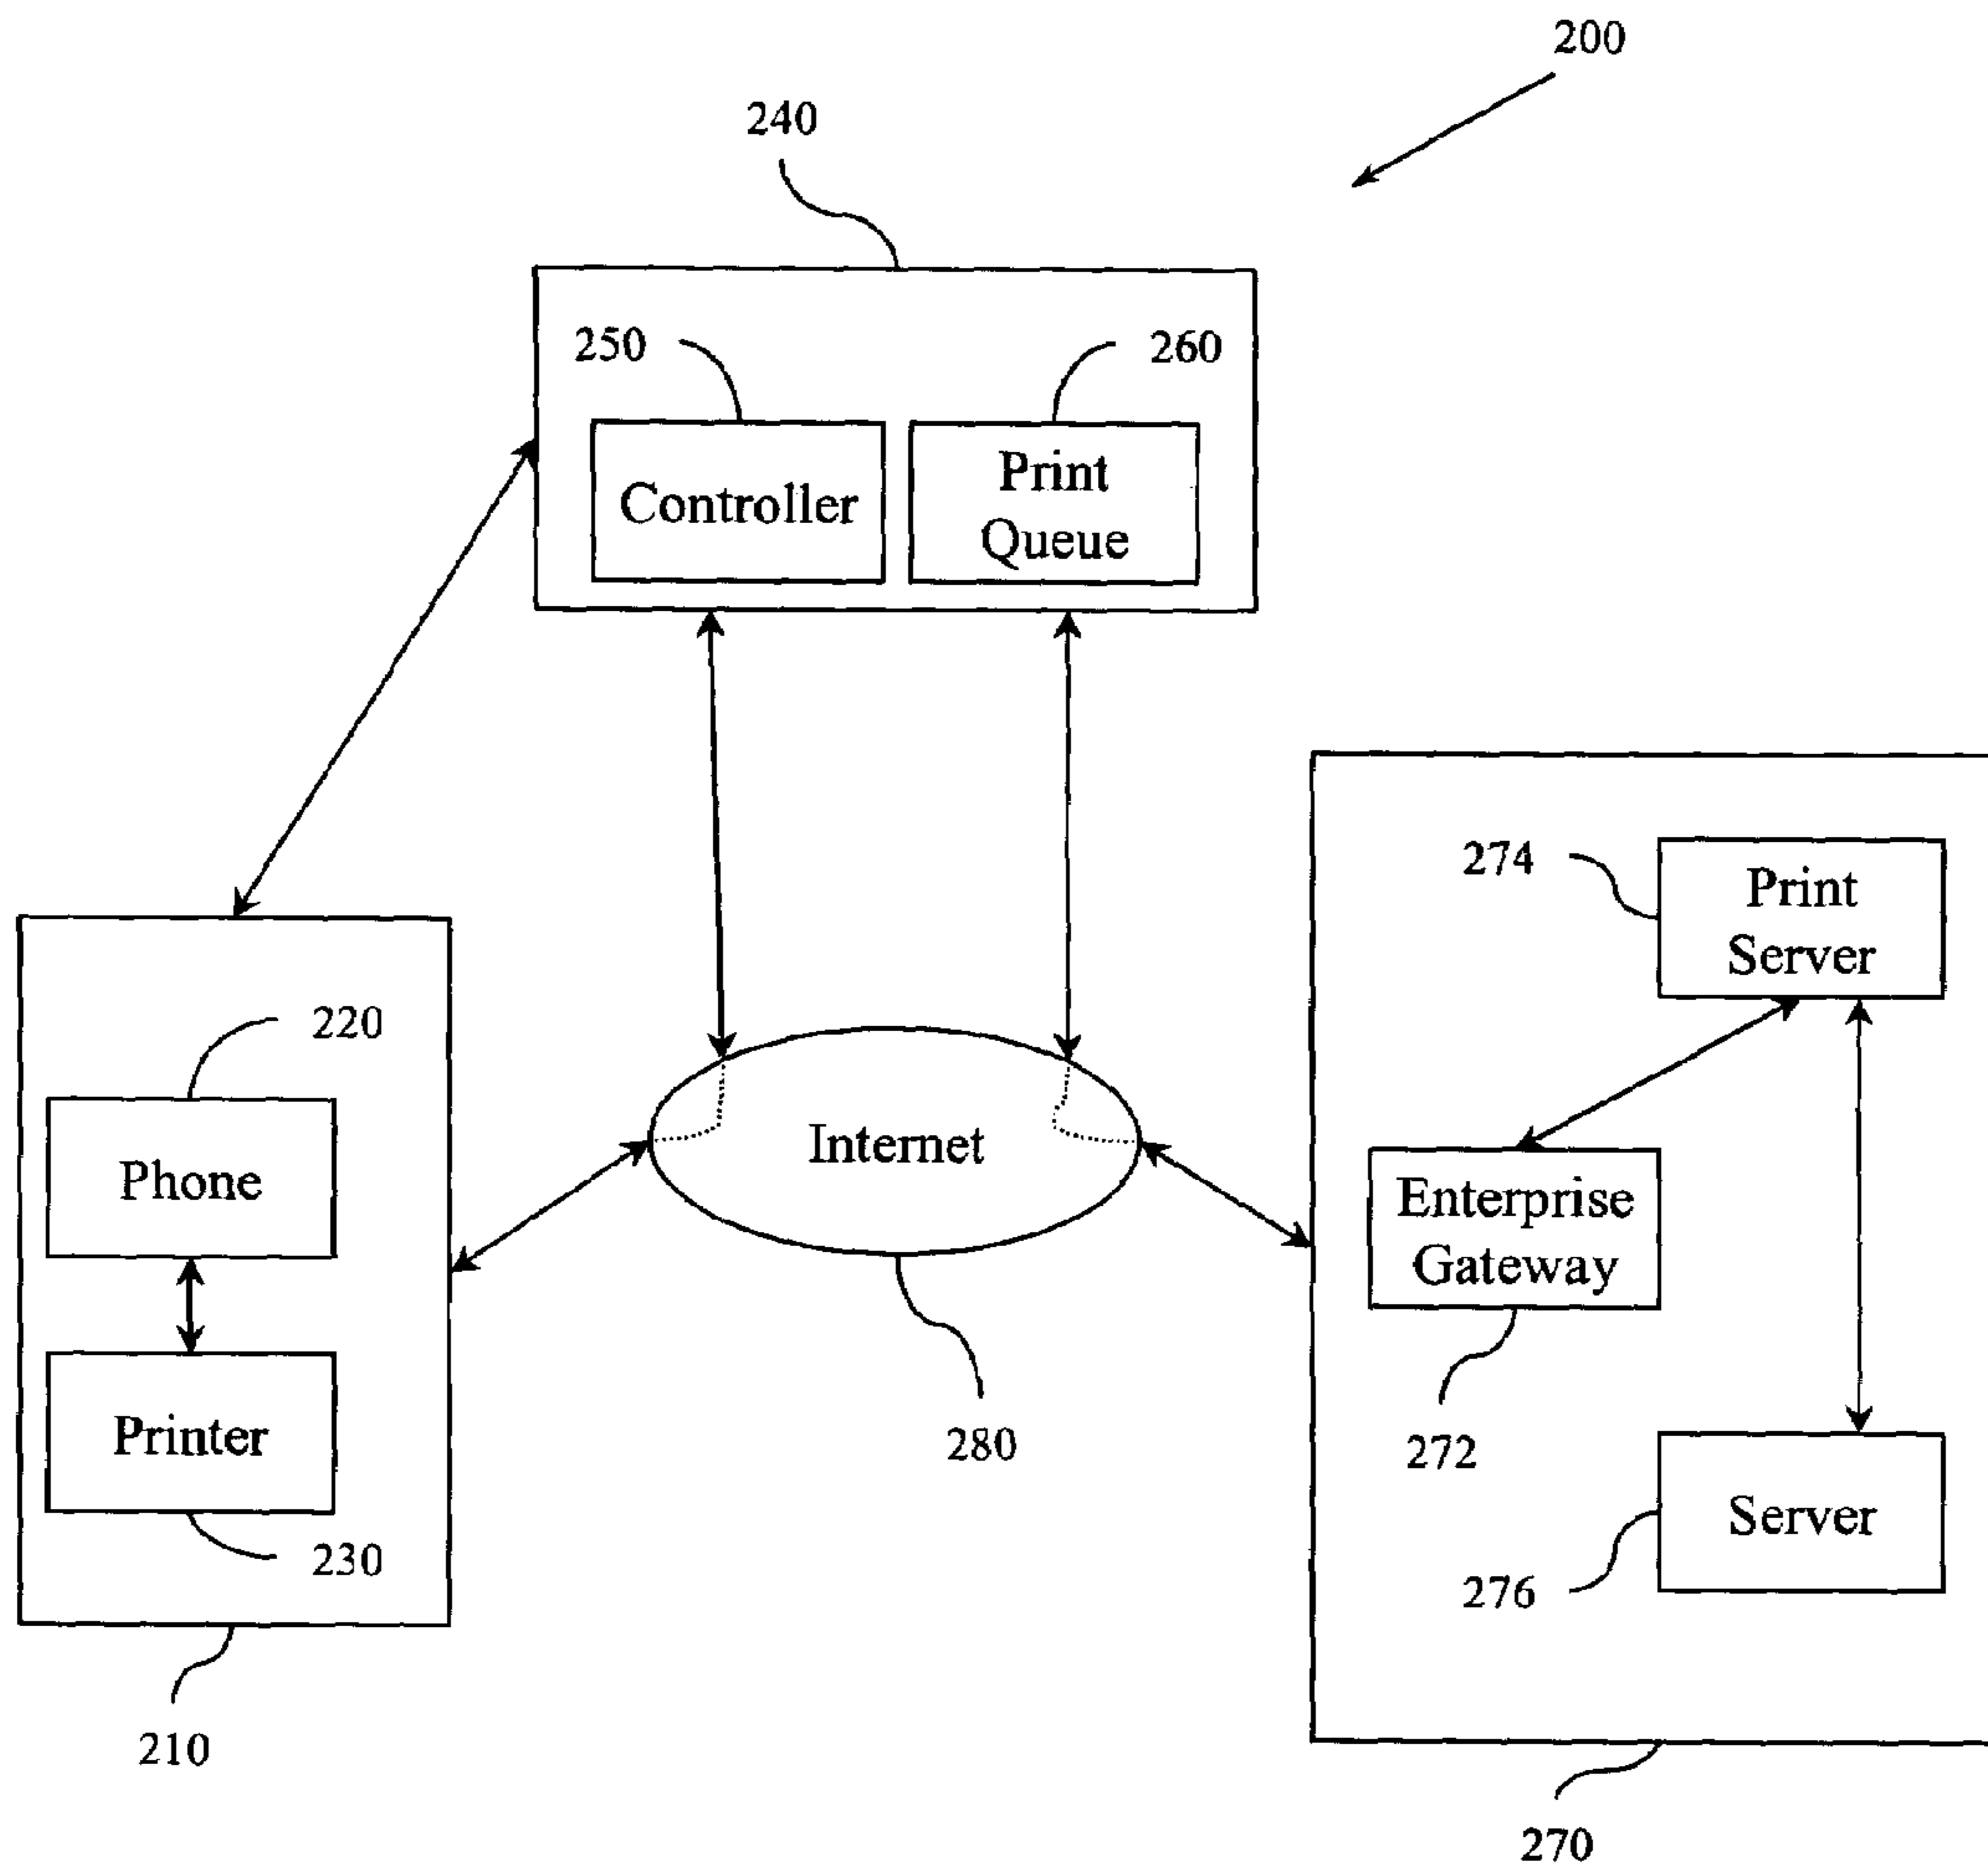 200
240
250
260
Controller
Print
Queue
274
Print
Server
220
Phone
Internet
Enterprise
Gateway
Printer
280
272
Server
230
276
210
270